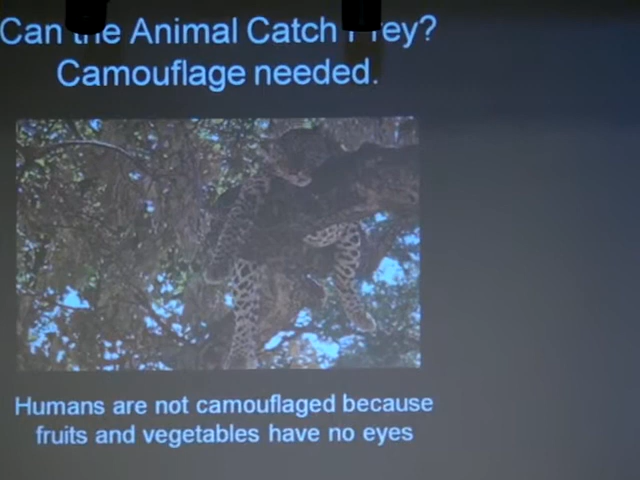 Can the Animal Catch Prey?
Camouflage needed.
Humans are not camouflaged because
fruits and vegetables have no eyes